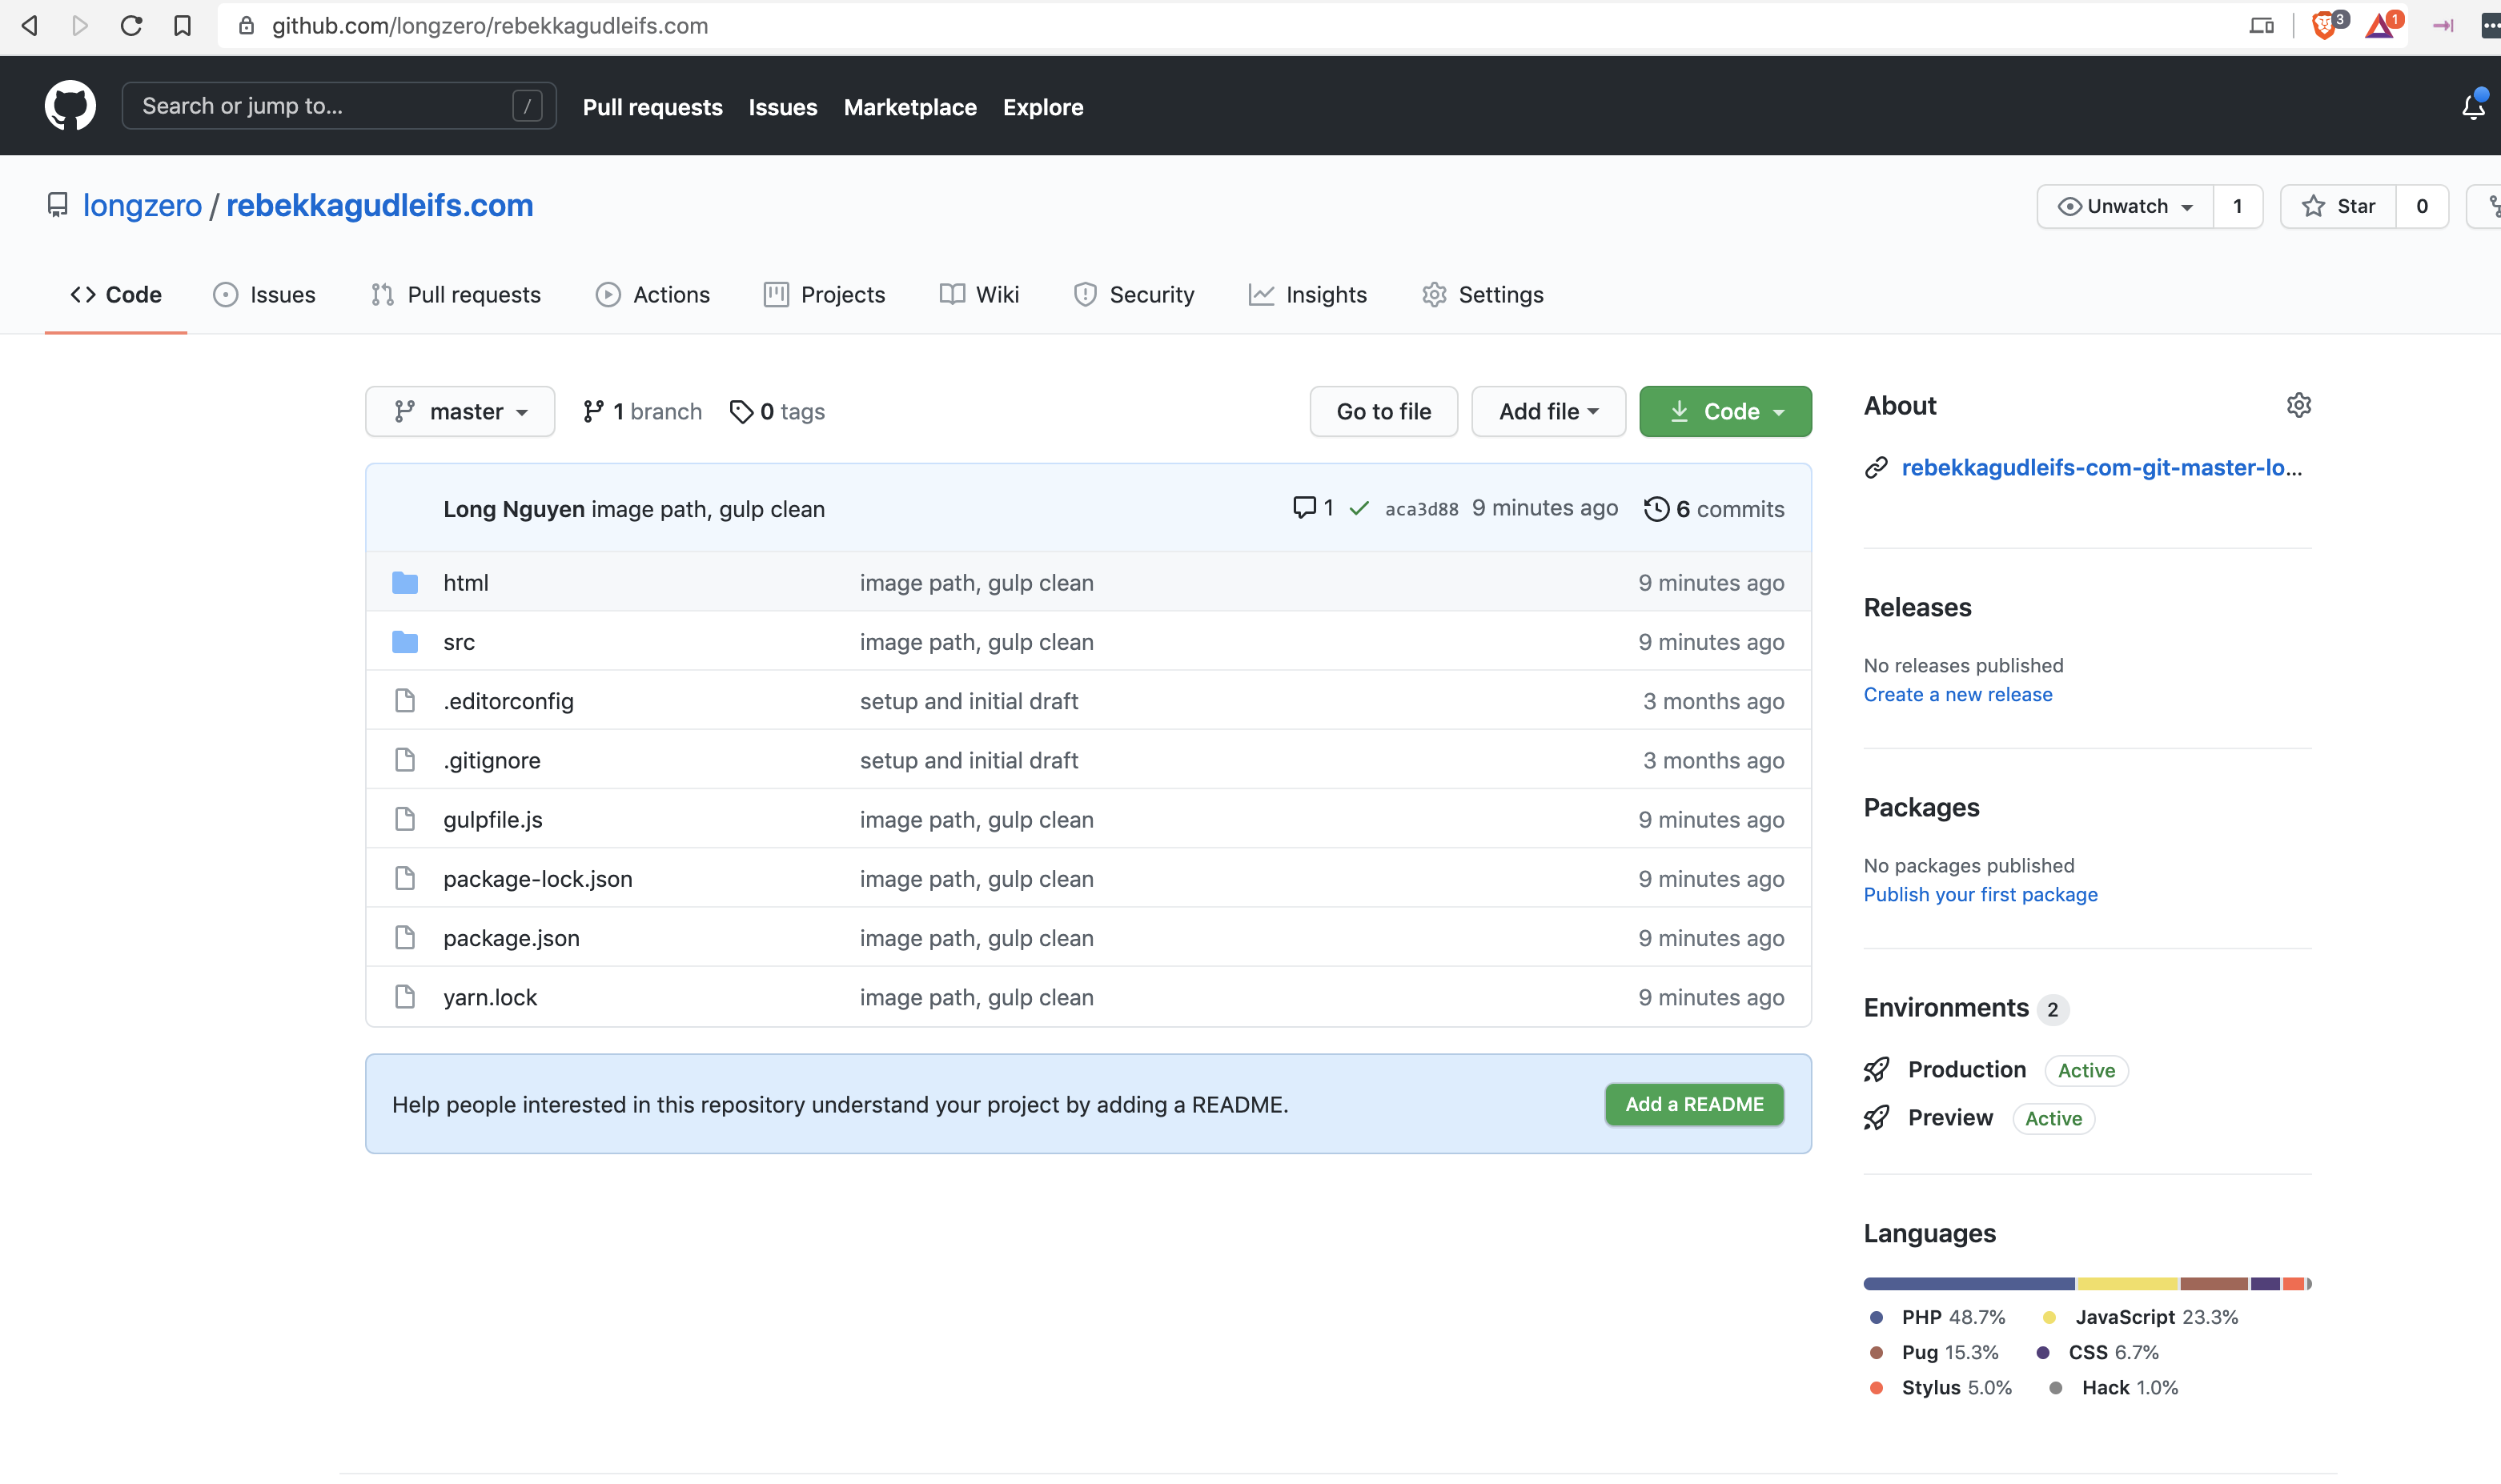 github.com/longzero/rebekkagudleifs.com
3
1
Search or jump to... /
Pull requests Issues Marketplace Explore
longzero / rebekkagudleifs.com
Unwatch 1 Star 0
Code Issues Pull requests Actions Projects Wiki Security Insights Settings
master 1 branch 0 tags Go to file Add file Code
Long Nguyen image path, gulp clean 1 aca3d88 9 minutes ago 6 commits
html image path, gulp clean 9 minutes ago
src image path, gulp clean 9 minutes ago
.editorconfig setup and initial draft 3 months ago
.gitignore setup and initial draft 3 months ago
gulpfile.js image path, gulp clean 9 minutes ago
package-lock.json image path, gulp clean 9 minutes ago
package.json image path, gulp clean 9 minutes ago
yarn.lock image path, gulp clean 9 minutes ago
Help people interested in this repository understand your project by adding a README. Add a README
About
rebekkagudleifs-com-git-master-lo...
Releases
No releases published
Create a new release
Packages
No packages published
Publish your first package
Environments 2
Production Active
Preview Active
Languages
PHP 48.7% JavaScript 23.3%
Pug 15.3% CSS 6.7%
Stylus 5.0% Hack 1.0%